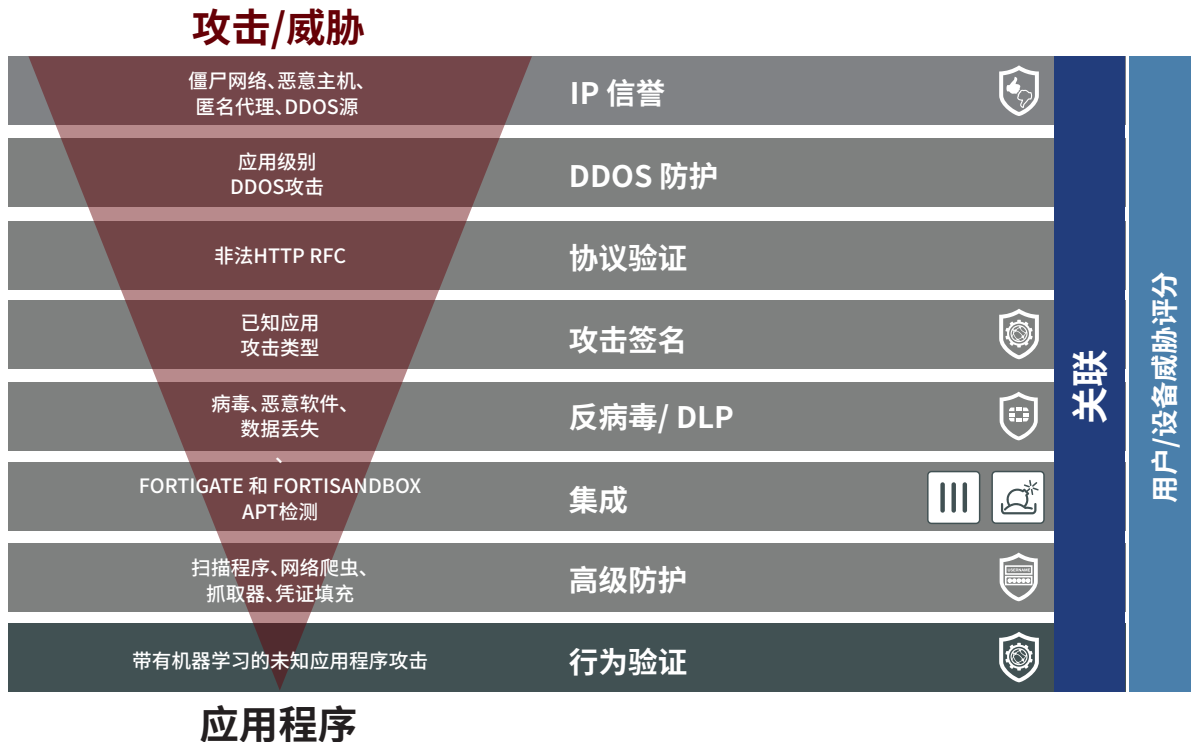 攻击/威胁
僵尸网络、恶意主机、
匿名代理、DDOS源
IP 信誉
应用级别
DDOS攻击
DDOS 防护
非法HTTP RFC
协议验证
已知应用
攻击类型
攻击签名
病毒、恶意软件、
数据丢失
反病毒/ DLP
、
FORTIGATE 和 FORTISANDBOX
APT检测
集成
扫描程序、网络爬虫、
抓取器、凭证填充
高级防护
USERNAME
带有机器学习的未知应用程序攻击
行为验证
应用程序
关联
用户/设备威胁评分